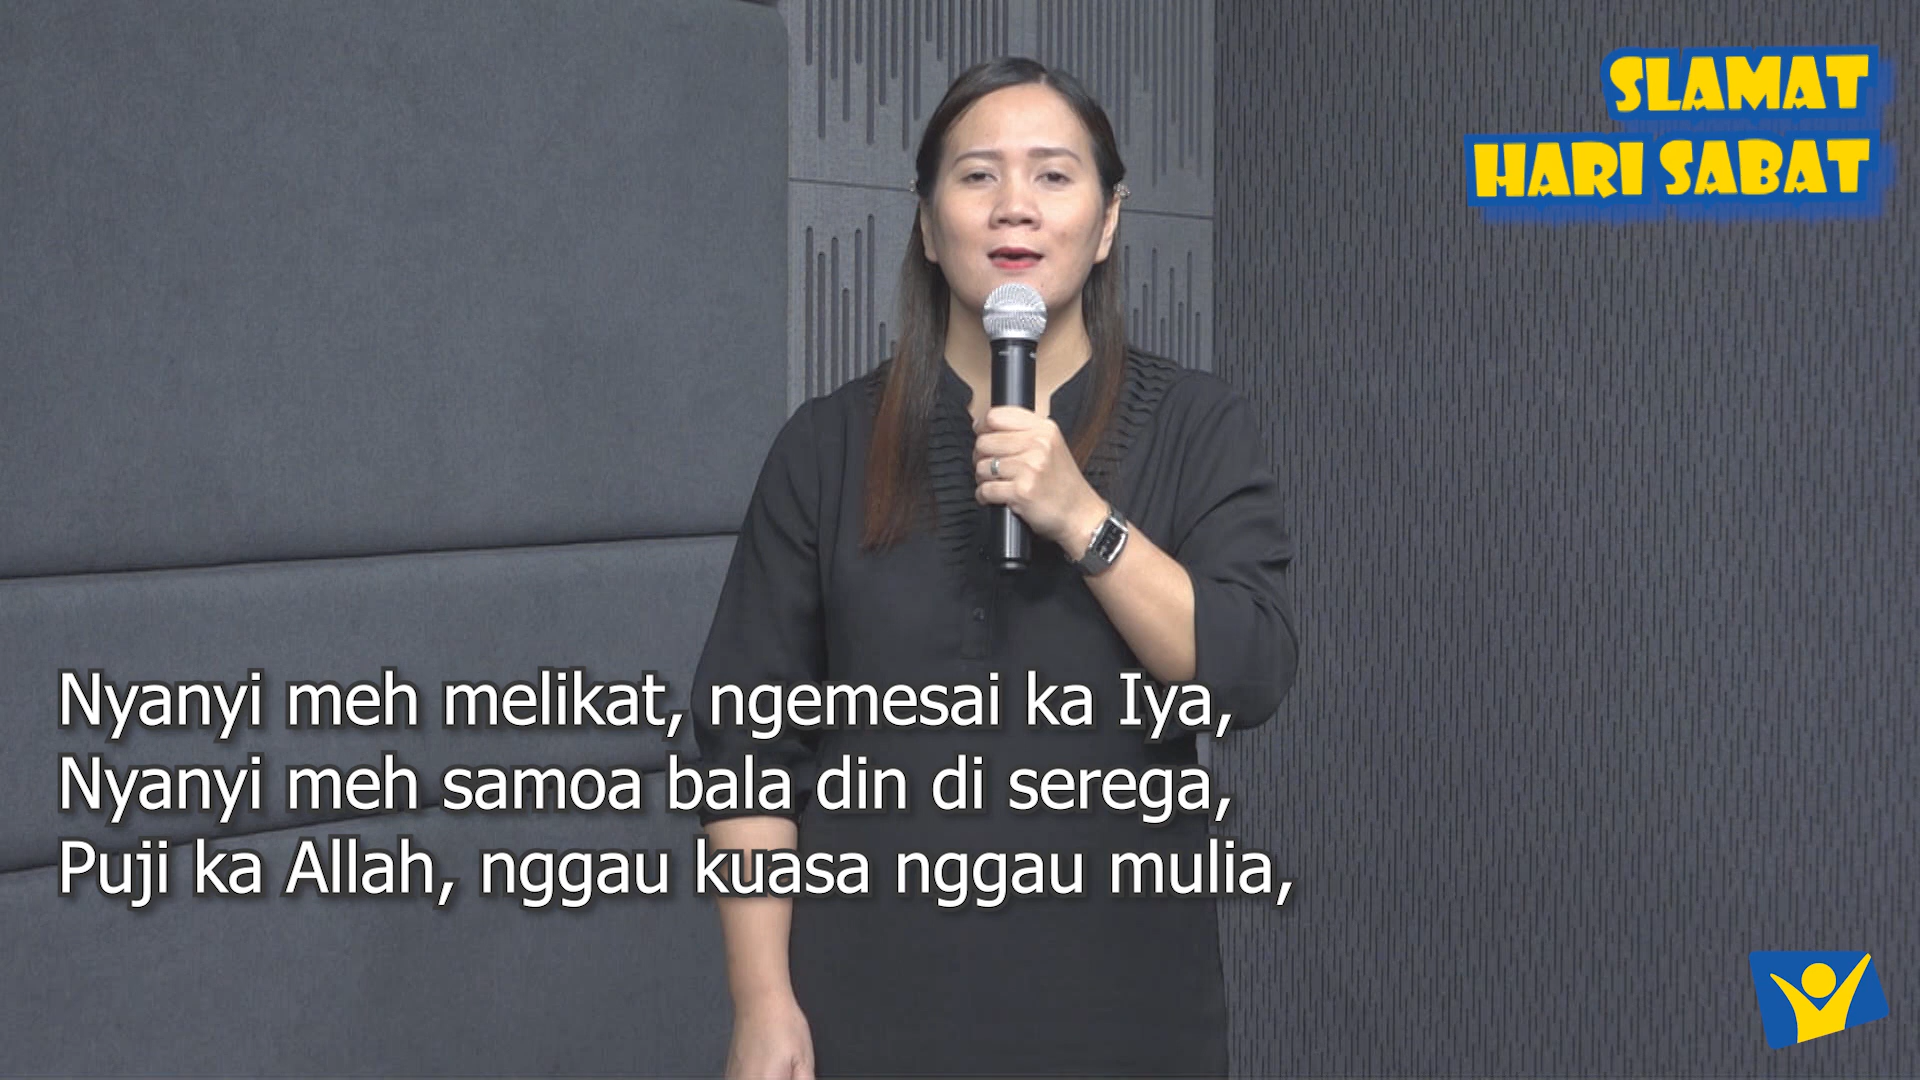 SLAMAT
HARI SABAT
Nyanyi meh melikat, ngemesai ka Iya,
Nyanyi meh samoa bala din di serega,
Puji ka Allah, nggau kuasa nggau mulia,